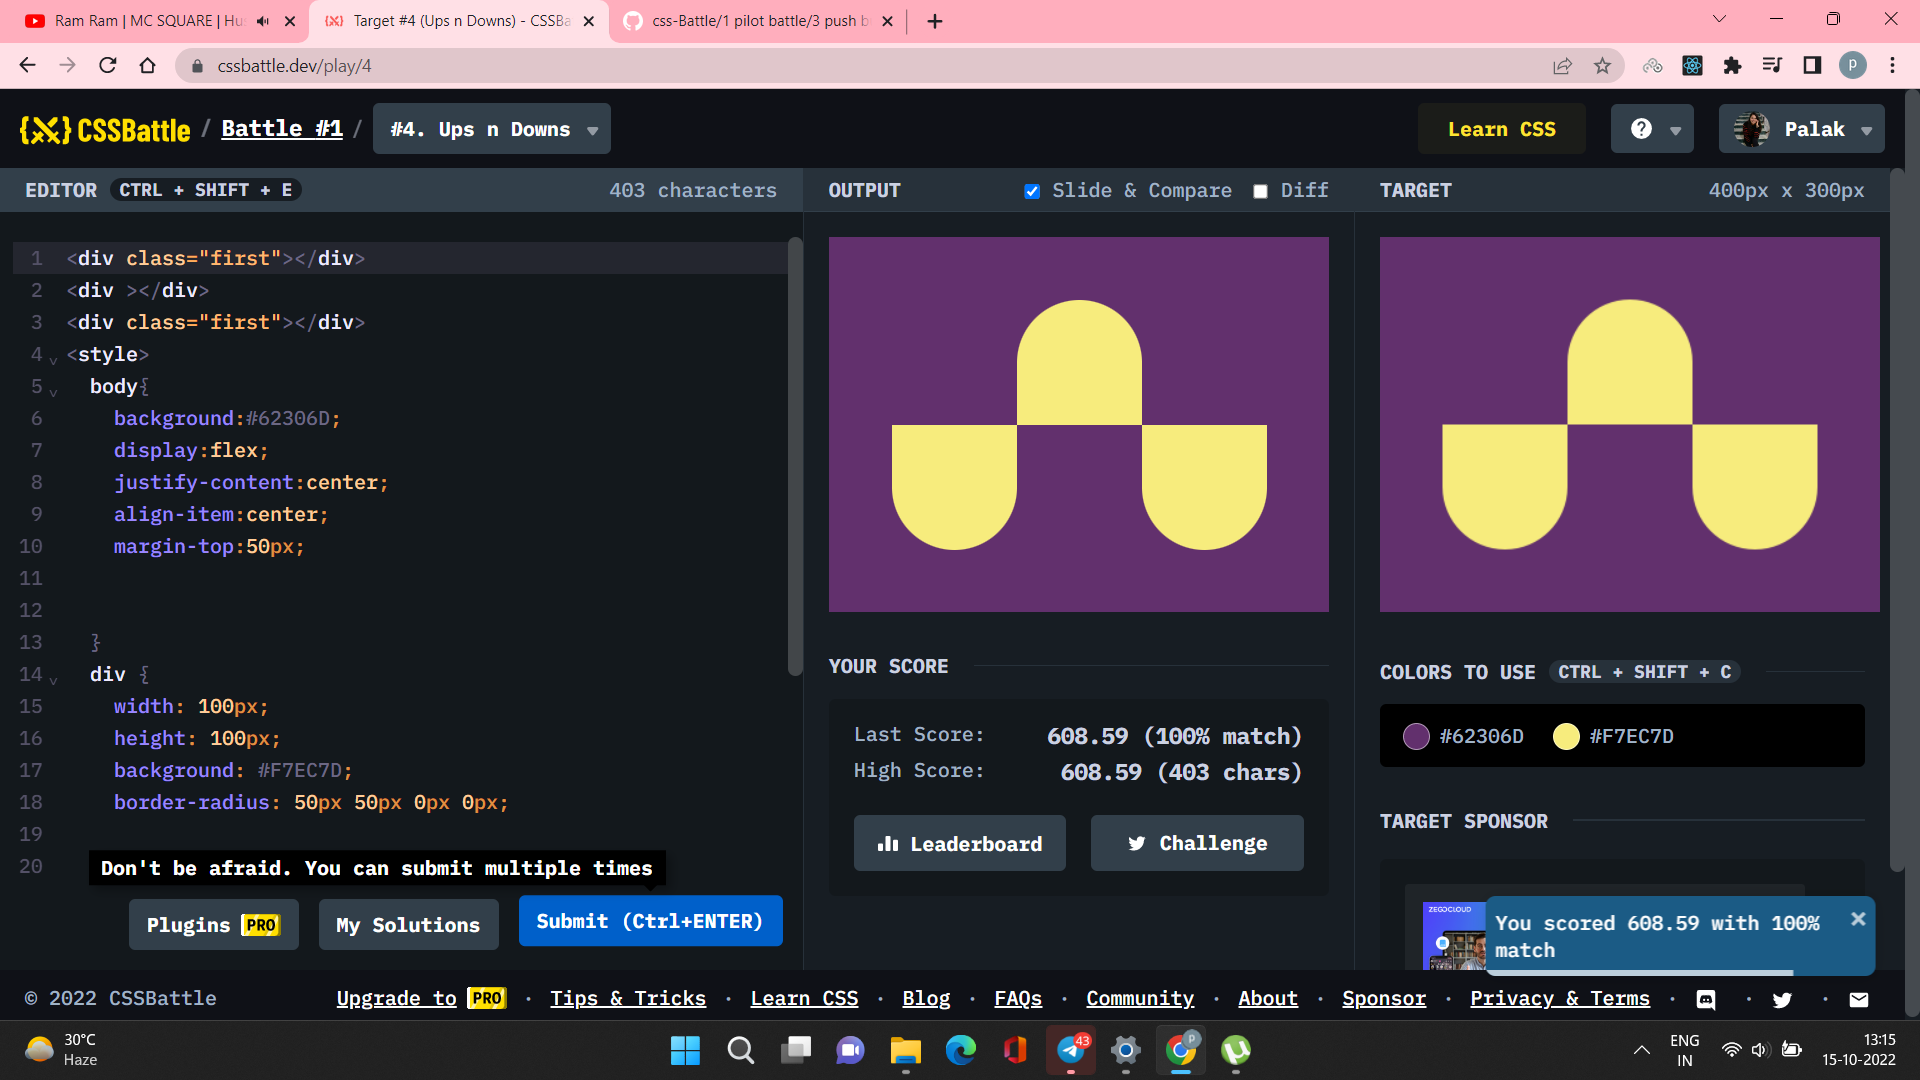 Ram Ram | MC SQUARE | Hu
Target #4 (Ups n Downs) - CSSBa
css-Battle/1 pilot battle/3 push b
cssbattle.dev/play/4
P
{X} CSSBattle / Battle #1 / #4. Ups n Downs
Learn CSS
?
Palak
EDITOR CTRL + SHIFT + E 403 characters
OUTPUT Slide & Compare Diff
TARGET 400px x 300px
1 <div class="first"></div>
2 <div ></div>
3 <div class="first"></div>
4 <style>
5 body{
6 background:#62306D;
7 display:flex;
8 justify-content:center;
9 align-item:center;
10 margin-top:50px;
11
12
13 }
14 div {
15 width: 100px;
16 height: 100px;
17 background: #F7EC7D;
18 border-radius: 50px 50px 0px 0px;
19
20
Don't be afraid. You can submit multiple times
Plugins PRO
My Solutions
Submit (Ctrl+ENTER)
YOUR SCORE
Last Score: 608.59 (100% match)
High Score: 608.59 (403 chars)
Leaderboard
Challenge
COLORS TO USE CTRL + SHIFT + C
#62306D #F7EC7D
TARGET SPONSOR
ZEGOCLOUD
You scored 608.59 with 100%
match
© 2022 CSSBattle
Upgrade to PRO · Tips & Tricks · Learn CSS · Blog · FAQs · Community · About · Sponsor · Privacy & Terms
30°C
Haze
43
P
ENG
IN
13:15
15-10-2022